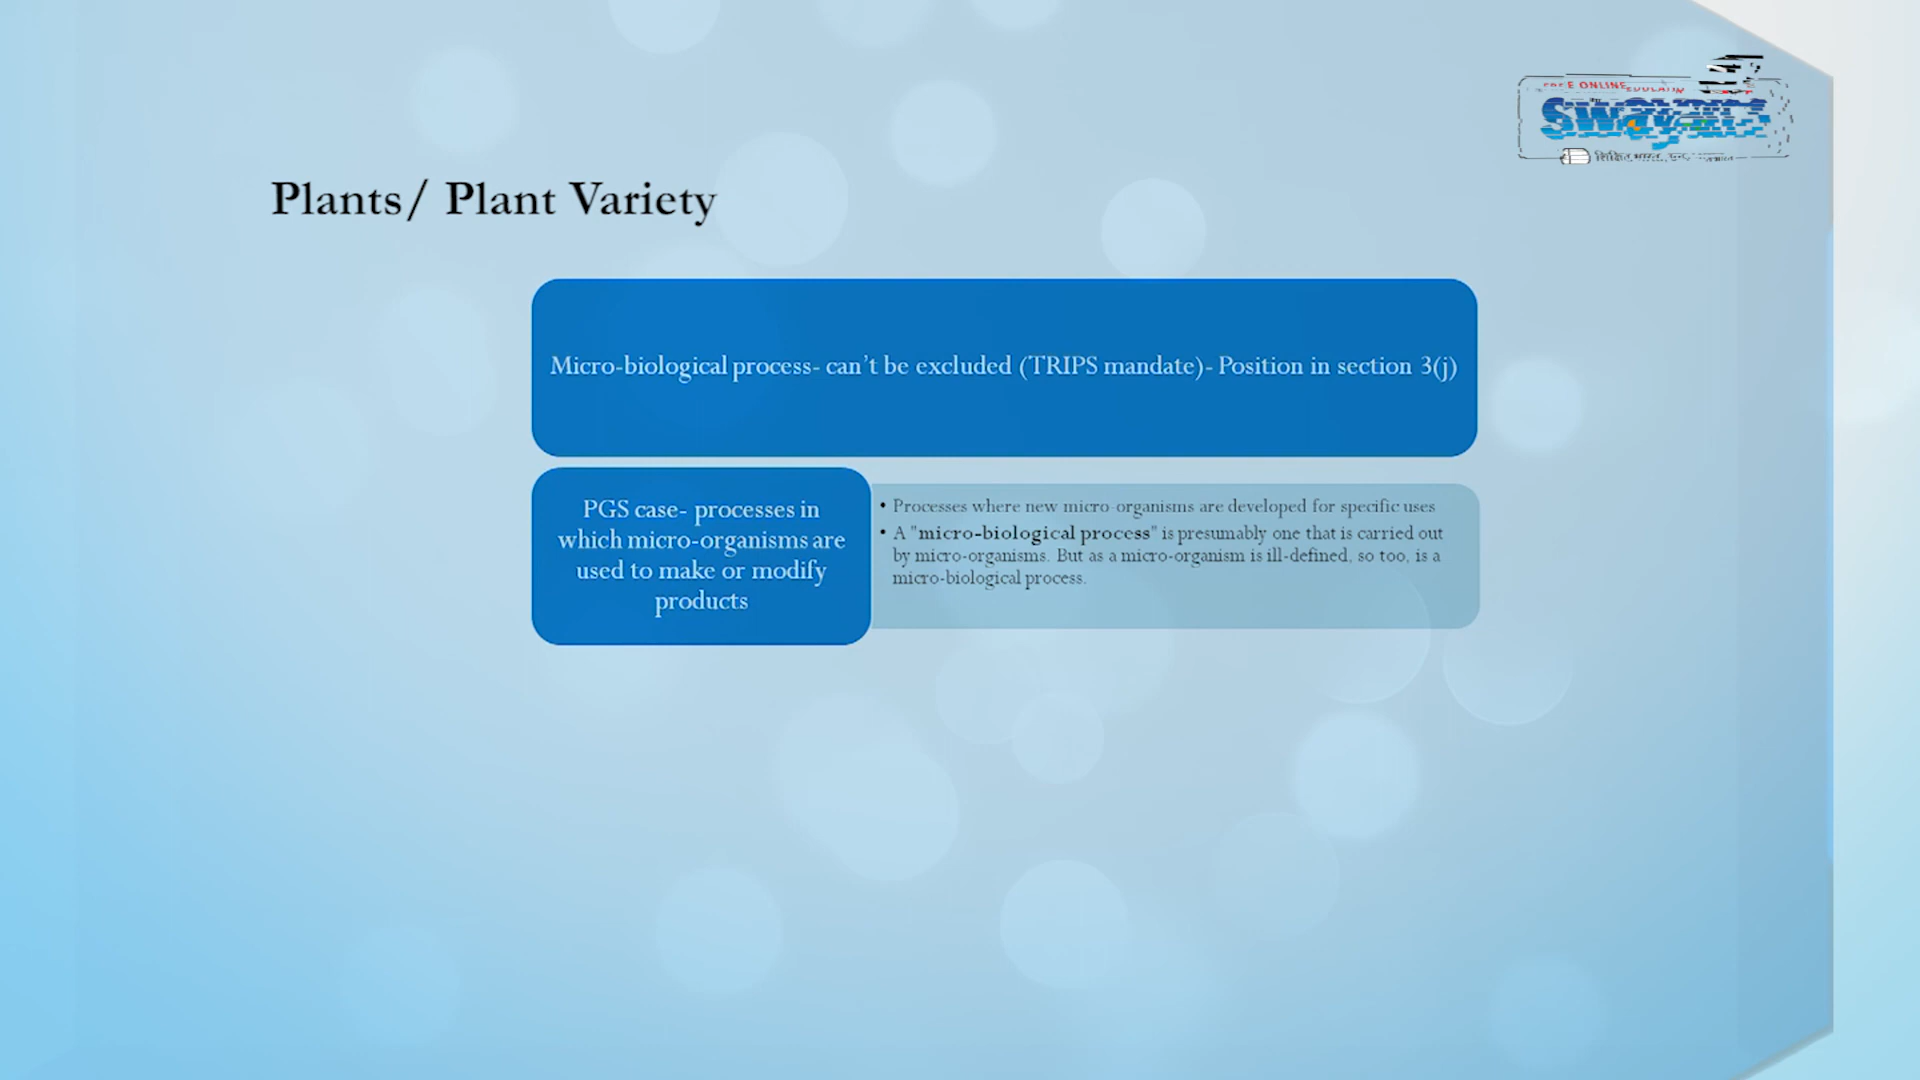 FREE ONLINE
swayam
Plants/ Plant Variety
Micro-biological process- can’t be excluded (TRIPS mandate)- Position in section 3(j)
PGS case- processes in
which micro-organisms are
used to make or modify
products
• Processes where new micro-organisms are developed for specific uses
• A "micro-biological process" is presumably one that is carried out
by micro-organisms. But as a micro-organism is ill-defined, so too, is a
micro-biological process.